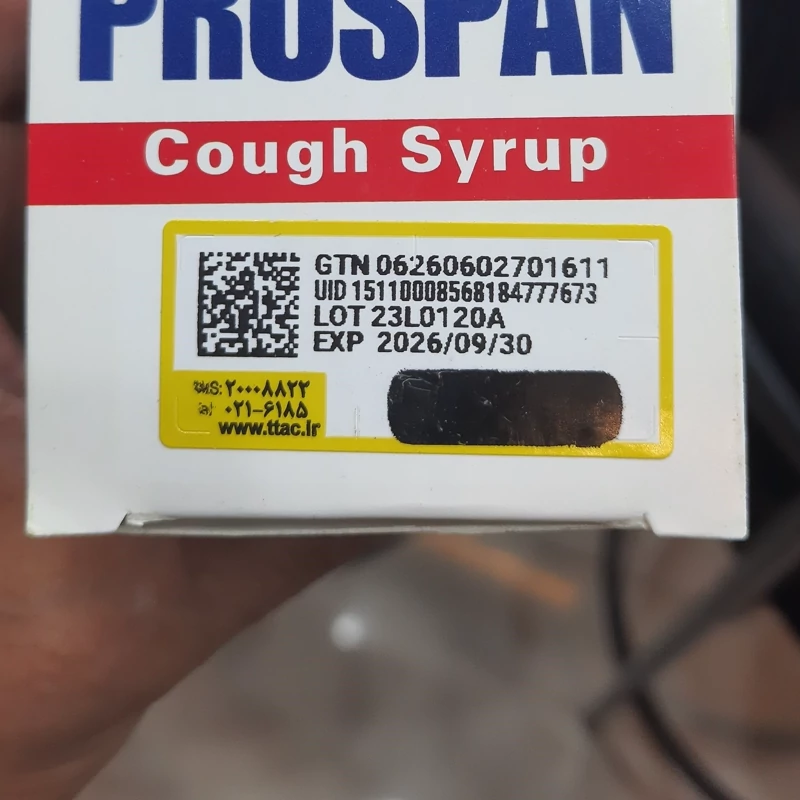 PROSPAN
Cough Syrup
GTN 06260602701611
UID 15110008568184777673
LOT 23L0120A
EXP 2026/09/30
SMS:۲۰۰۰۸۸۲۲
۰۲۱-۶۱۸۵
www.ttac.ir